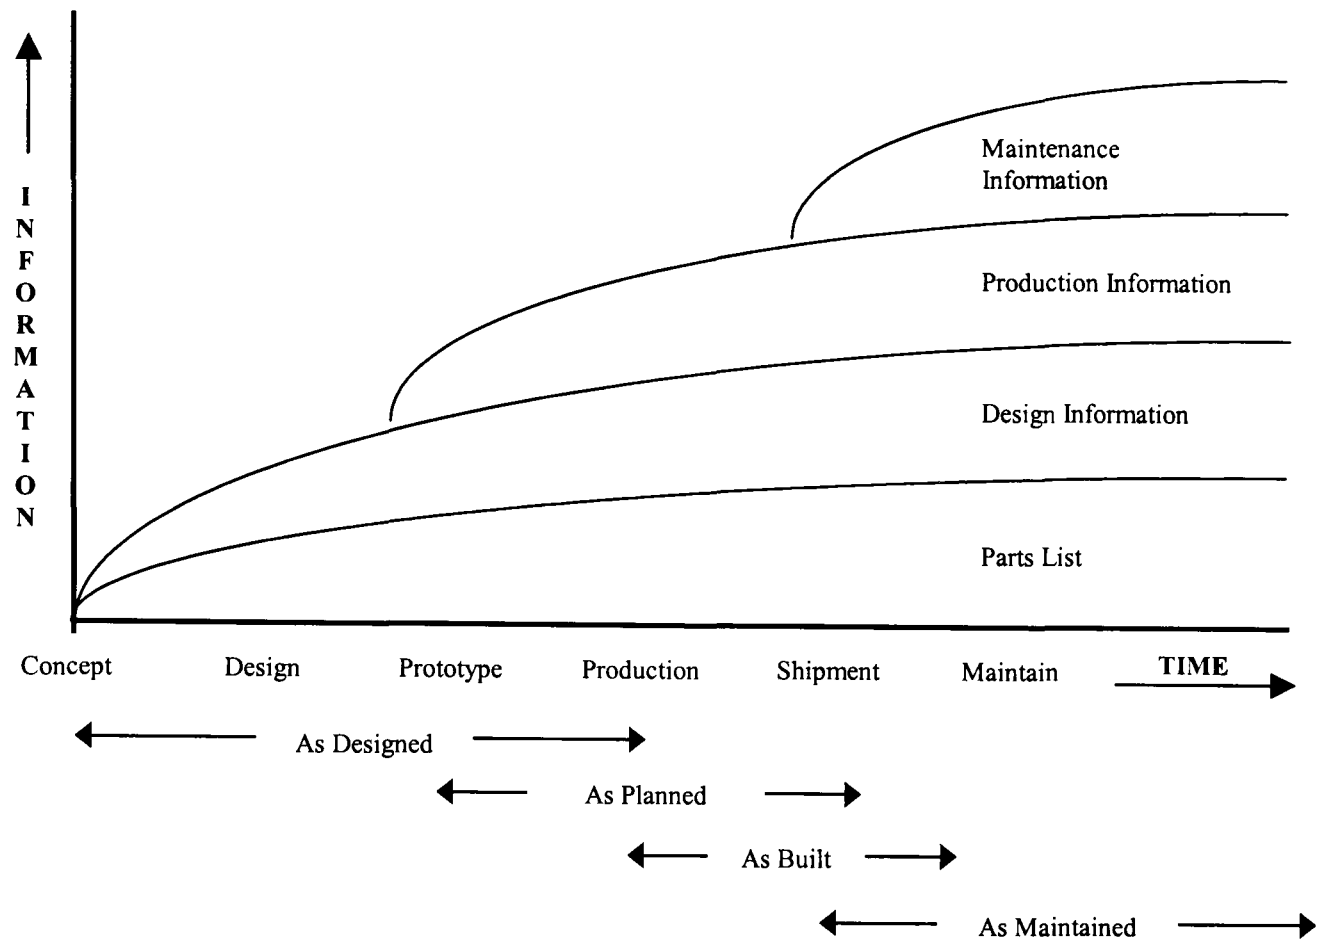 INFORMATION
Maintenance
Information
Production Information
Design Information
Parts List
Concept Design Prototype Production Shipment Maintain TIME
As Designed
As Planned
As Built
As Maintained